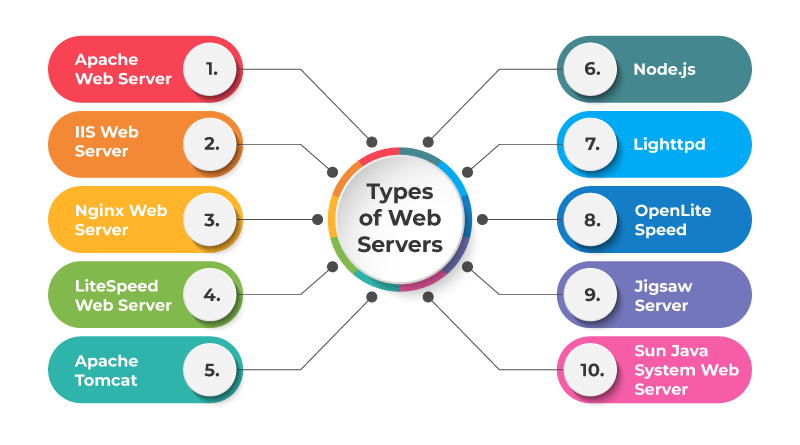 Types
of Web
Servers
Apache
Web Server
1.
IIS Web
Server
2.
Nginx Web
Server
3.
LiteSpeed
Web Server
4.
Apache
Tomcat
5.
6.
Node.js
7.
Lighttpd
8.
OpenLite
Speed
9.
Jigsaw
Server
10.
Sun Java
System Web
Server